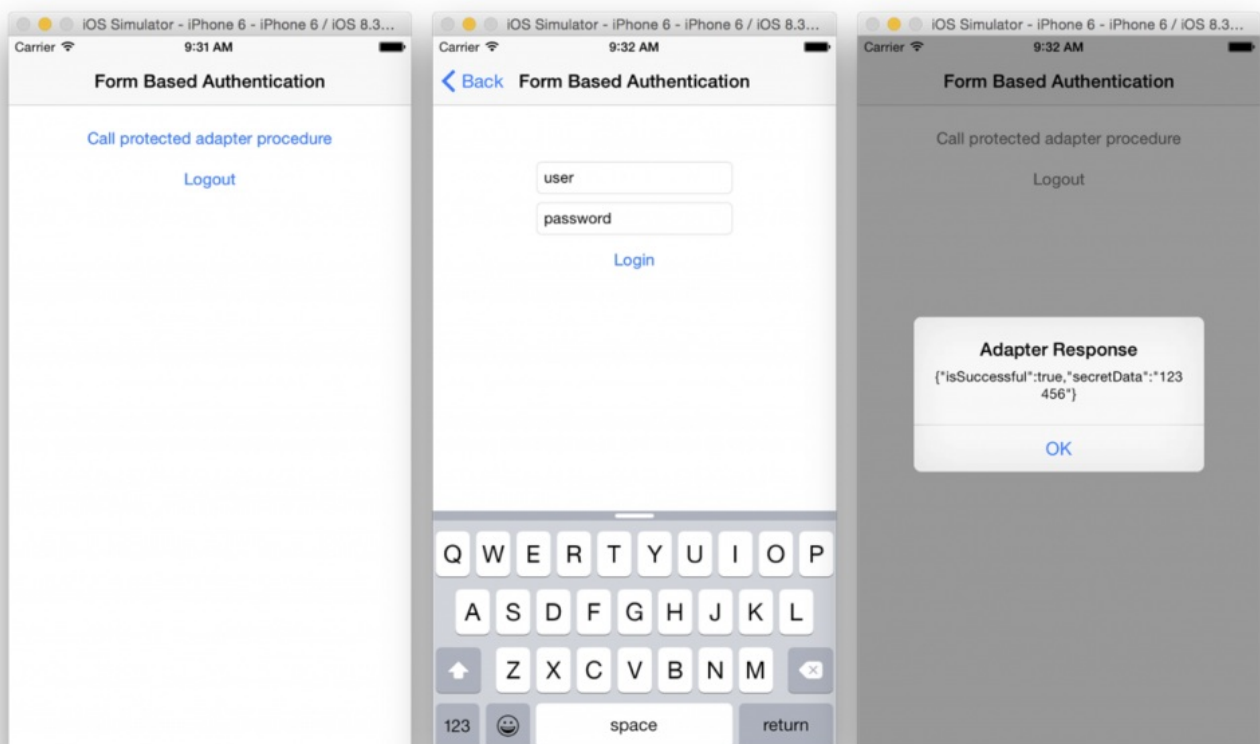 iOS Simulator - iPhone 6 - iPhone 6 / iOS 8.3...
Carrier 9:31 AM
Form Based Authentication
Call protected adapter procedure
Logout
iOS Simulator - iPhone 6 - iPhone 6 / iOS 8.3...
Carrier 9:32 AM
Back Form Based Authentication
user
password
Login
Q W E R T Y U I O P
A S D F G H J K L
Z X C V B N M
123 space return
iOS Simulator - iPhone 6 - iPhone 6 / iOS 8.3...
Carrier 9:32 AM
Form Based Authentication
Call protected adapter procedure
Logout
Adapter Response
{"isSuccessful":true,"secretData":"123
456"}
OK